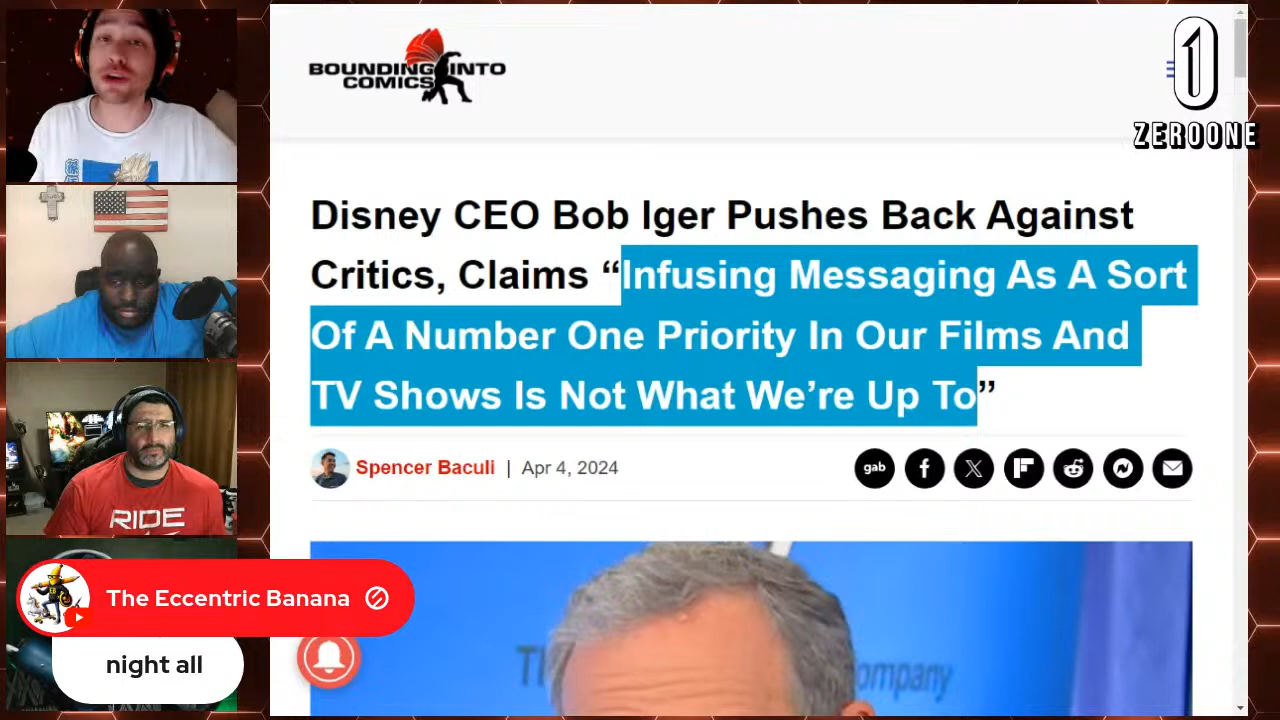 BOUNDING INTO
COMICS
ZEROONE
Disney CEO Bob Iger Pushes Back Against
Critics, Claims “Infusing Messaging As A Sort
Of A Number One Priority In Our Films And
TV Shows Is Not What We’re Up To”
Spencer Baculi | Apr 4, 2024
gab
RIDE
The Eccentric Banana
night all
ompany